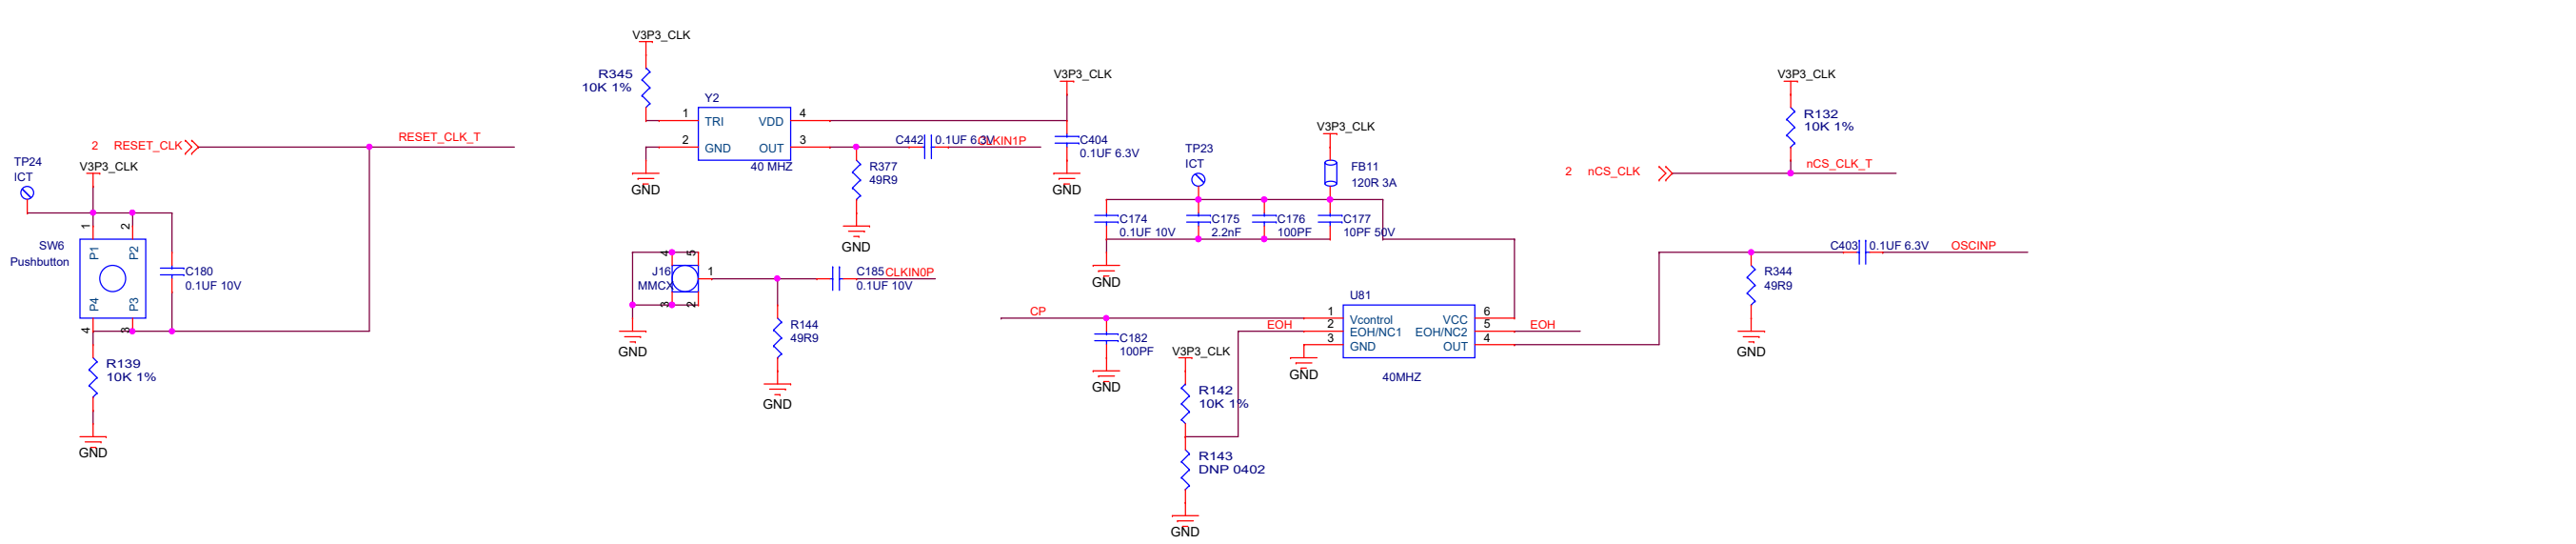 2 RESET_CLK
RESET_CLK_T
TP24
ICT
V3P3_CLK
1
2
SW6
Pushbutton
P1
P2
P4
P3
4
3
C180
0.1UF 10V
R139
10K 1%
GND
V3P3_CLK
R345
10K 1%
Y2
1
TRI
VDD
4
2
GND
OUT
3
40 MHZ
GND
C442
0.1UF 6.3V
CLKIN1P
R377
49R9
GND
V3P3_CLK
C404
0.1UF 6.3V
GND
4
5
J16
MMCX
1
3
2
GND
C185
0.1UF 10V
CLKIN0P
R144
49R9
GND
TP23
ICT
V3P3_CLK
FB11
120R 3A
C174
0.1UF 10V
C175
2.2nF
C176
100PF
C177
10PF 50V
GND
CP
C182
100PF
GND
U81
1
Vcontrol
VCC
6
EOH
2
EOH/NC1
EOH/NC2
5
EOH
3
GND
OUT
4
40MHZ
GND
V3P3_CLK
R142
10K 1%
R143
DNP 0402
GND
V3P3_CLK
R132
10K 1%
2 nCS_CLK
nCS_CLK_T
C403
0.1UF 6.3V
OSCINP
R344
49R9
GND